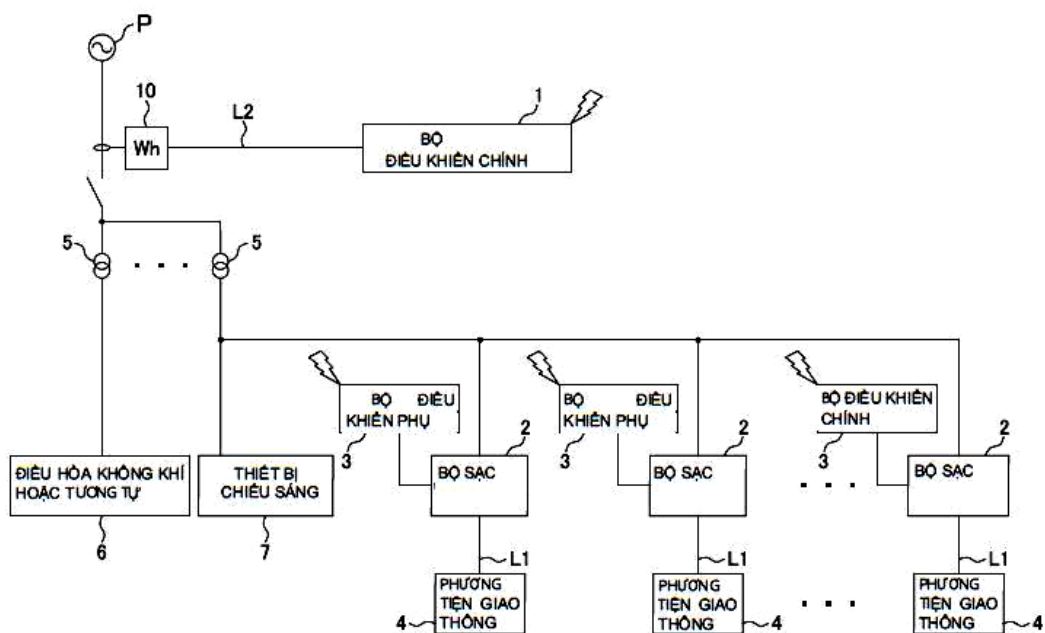 P
10
L2
1
Wh
BỘ
ĐIỀU KHIỂN CHÍNH
5
5
BỘ ĐIỀU
KHIỂN PHỤ
BỘ ĐIỀU
KHIỂN PHỤ
BỘ ĐIỀU KHIỂN
CHÍNH
3
2
3
2
3
2
ĐIỀU HÒA KHÔNG KHÍ
HOẶC TƯƠNG TỰ
THIẾT BỊ
CHIẾU SÁNG
BỘ SẠC
BỘ SẠC
BỘ SẠC
6
7
L1
L1
L1
PHƯƠNG
TIỆN GIAO
THÔNG
PHƯƠNG
TIỆN GIAO
THÔNG
PHƯƠNG
TIỆN GIAO
THÔNG
4
4
4